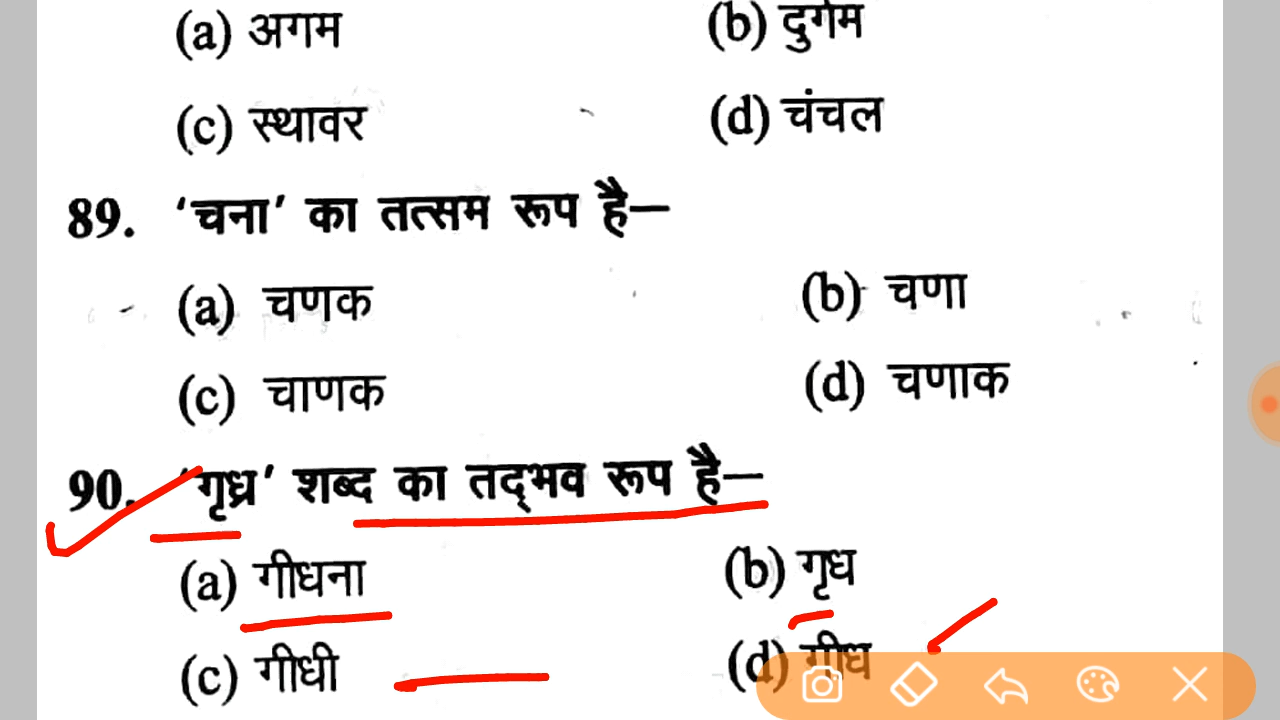 (a) अगम (b) दुर्गम
(c) स्थावर (d) चंचल
89. 'चना' का तत्सम रूप है—
(a) चणक (b) चणा
(c) चाणक (d) चणाक
90. 'गृध्र' शब्द का तद्भव रूप है—
(a) गीधना (b) गृध
(c) गीधी (d) गीध